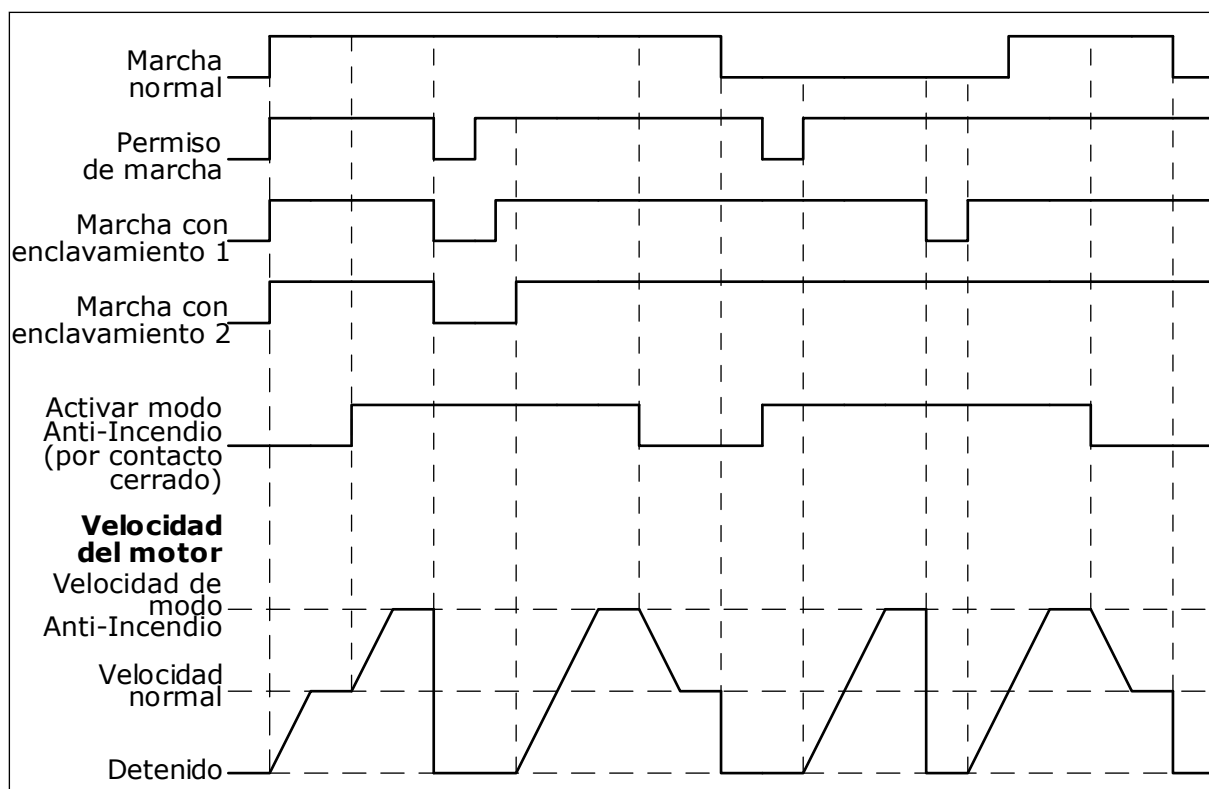 Marcha
normal
Permiso
de marcha
Marcha con
enclavamiento 1
Marcha con
enclavamiento 2
Activar modo
Anti-Incendio
(por contacto
cerrado)
Velocidad
del motor
Velocidad de
modo
Anti-Incendio
Velocidad
normal
Detenido